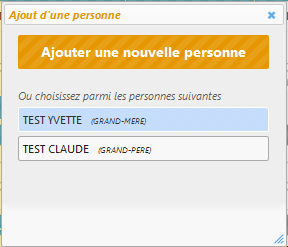 Ajout d'une personne
Ajouter une nouvelle personne
Ou choisissez parmi les personnes suivantes
TEST YVETTE (GRAND-MERE)
TEST CLAUDE (GRAND-PERE)